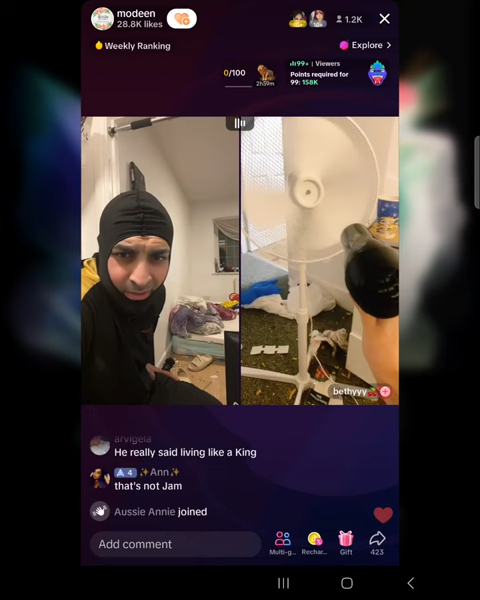 modeen
28.8K likes
1.2K
Weekly Ranking
Explore >
0/100
2h59m
99+ | Viewers
Points required for
99: 158K
bethyyy🍒
arvigela
He really said living like a King
4 ✨Ann✨
that's not Jam
Aussie Annie joined
Add comment
Multi-g...
Rechar...
Gift
423